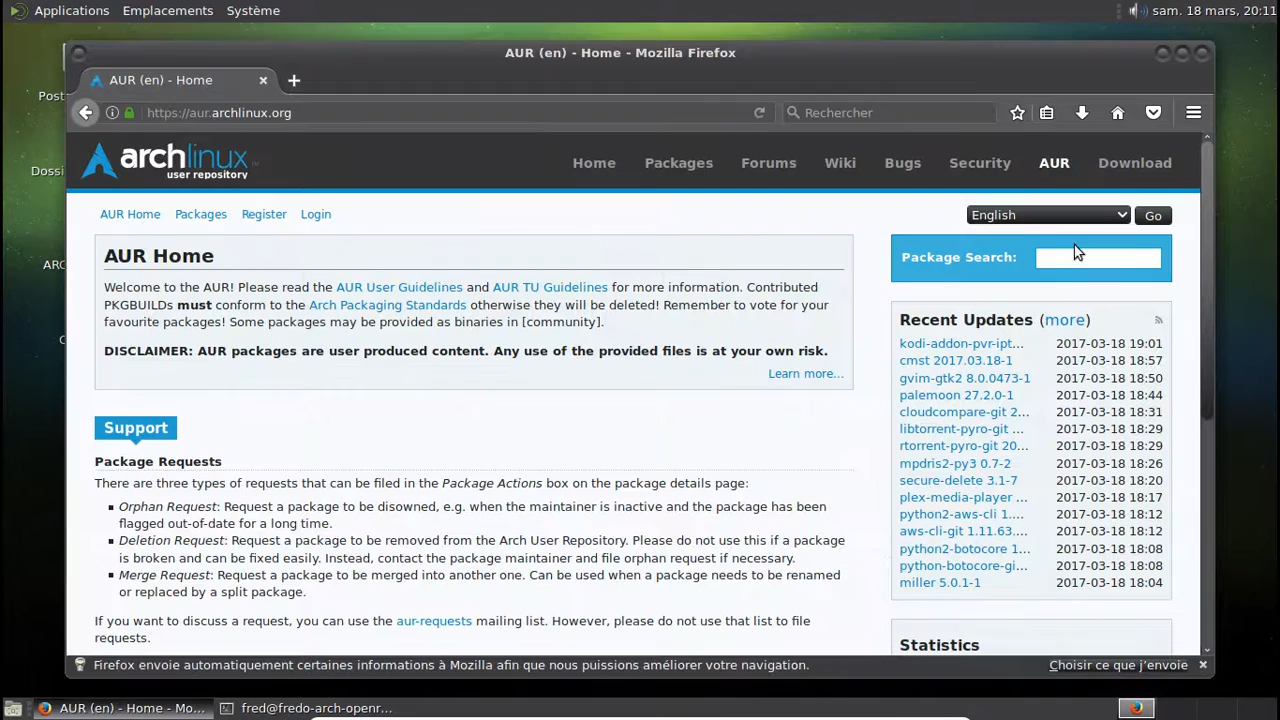 Applications Emplacements Système sam. 18 mars, 20:11
AUR (en) - Home - Mozilla Firefox
AUR (en) - Home
https://aur.archlinux.org Rechercher
Post
Dossi
archlinux
user repository
Home Packages Forums Wiki Bugs Security AUR Download
AUR Home Packages Register Login
English Go
AUR Home
Welcome to the AUR! Please read the AUR User Guidelines and AUR TU Guidelines for more information. Contributed
PKGBUILDs must conform to the Arch Packaging Standards otherwise they will be deleted! Remember to vote for your
favourite packages! Some packages may be provided as binaries in [community].
DISCLAIMER: AUR packages are user produced content. Any use of the provided files is at your own risk.
Learn more...
Support
Package Requests
There are three types of requests that can be filed in the Package Actions box on the package details page:
Orphan Request: Request a package to be disowned, e.g. when the maintainer is inactive and the package has been
flagged out-of-date for a long time.
Deletion Request: Request a package to be removed from the Arch User Repository. Please do not use this if a package
is broken and can be fixed easily. Instead, contact the package maintainer and file orphan request if necessary.
Merge Request: Request a package to be merged into another one. Can be used when a package needs to be renamed
or replaced by a split package.
If you want to discuss a request, you can use the aur-requests mailing list. However, please do not use that list to file
requests.
Package Search:
Recent Updates (more)
kodi-addon-pvr-ipt... 2017-03-18 19:01
cmst 2017.03.18-1 2017-03-18 18:57
gvim-gtk2 8.0.0473-1 2017-03-18 18:50
palemoon 27.2.0-1 2017-03-18 18:44
cloudcompare-git 2... 2017-03-18 18:31
libtorrent-pyro-git ... 2017-03-18 18:29
rtorrent-pyro-git 20... 2017-03-18 18:29
mpdris2-py3 0.7-2 2017-03-18 18:26
secure-delete 3.1-7 2017-03-18 18:20
plex-media-player ... 2017-03-18 18:17
python2-aws-cli 1.... 2017-03-18 18:12
aws-cli-git 1.11.63.... 2017-03-18 18:12
python2-botocore 1... 2017-03-18 18:08
python-botocore-gi... 2017-03-18 18:08
miller 5.0.1-1 2017-03-18 18:04
Statistics
ARC
Firefox envoie automatiquement certaines informations à Mozilla afin que nous puissions améliorer votre navigation. Choisir ce que j’envoie
AUR (en) - Home - Mo... fred@fredo-arch-openr...